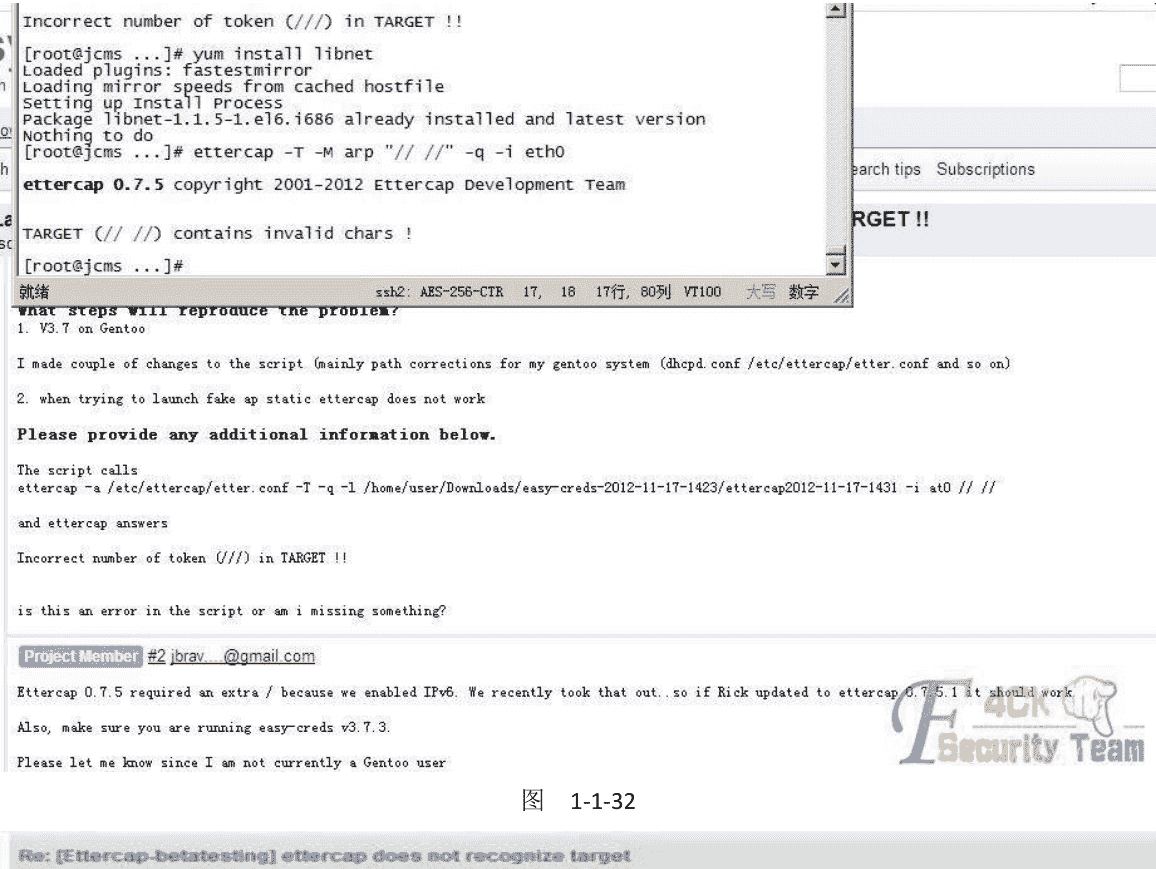 Incorrect number of token (///) in TARGET !!
[root@jcms ...]# yum install libnet
Loaded plugins: fastestmirror
Loading mirror speeds from cached hostfile
Setting up Install Process
Package libnet-1.1.5-1.el6.i686 already installed and latest version
Nothing to do
[root@jcms ...]# ettercap -T -M arp "// //" -q -i eth0
ettercap 0.7.5 copyright 2001-2012 Ettercap Development Team
TARGET (// //) contains invalid chars !
[root@jcms ...]#
就绪 ssh2: AES-256-CTR 17, 18 17行, 80列 VT100 大写 数字
earch tips Subscriptions
RGET !!
What steps will reproduce the problem?
1. V3.7 on Gentoo
I made couple of changes to the script (mainly path corrections for my gentoo system (dhcpd.conf /etc/ettercap/etter.conf and so on)
2. when trying to launch fake ap static ettercap does not work
Please provide any additional information below.
The script calls
ettercap -a /etc/ettercap/etter.conf -T -q -l /home/user/Downloads/easy-creds-2012-11-17-1423/ettercap2012-11-17-1431 -i at0 // //
and ettercap answers
Incorrect number of token (///) in TARGET !!
is this an error in the script or am i missing something?
Project Member #2 jbrav....@gmail.com
Ettercap 0.7.5 required an extra / because we enabled IPv6. We recently took that out..so if Rick updated to ettercap 0.7.5.1 it should work
Also, make sure you are running easy-creds v3.7.3.
Please let me know since I am not currently a Gentoo user
F4CK
Security Team
图 1-1-32
Re: [Ettercap-betatesting] ettercap does not recognize target